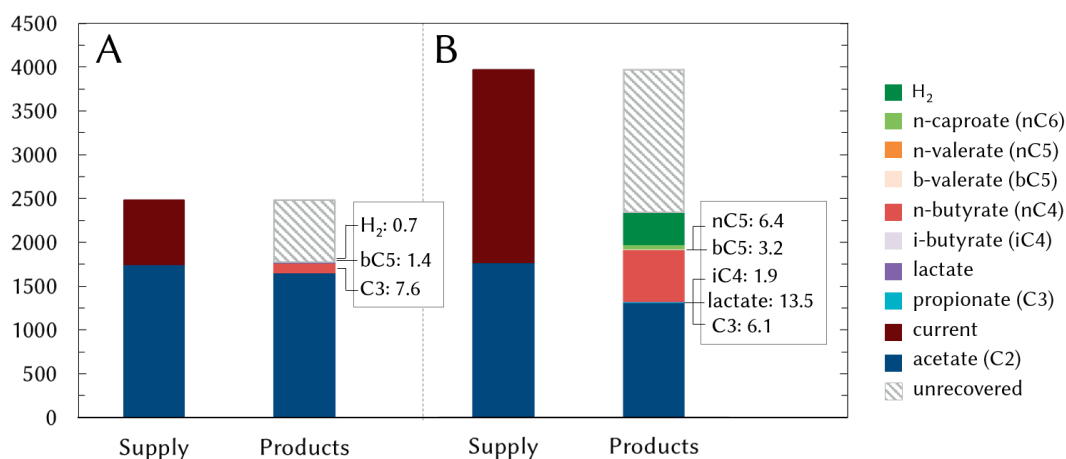 4500
4000
3500
3000
2500
2000
1500
1000
500
0
A
H₂: 0.7
bC5: 1.4
C3: 7.6
B
nC5: 6.4
bC5: 3.2
iC4: 1.9
lactate: 13.5
C3: 6.1
Supply
Products
Supply
Products
H₂
n-caproate (nC6)
n-valerate (nC5)
b-valerate (bC5)
n-butyrate (nC4)
i-butyrate (iC4)
lactate
propionate (C3)
current
acetate (C2)
unrecovered